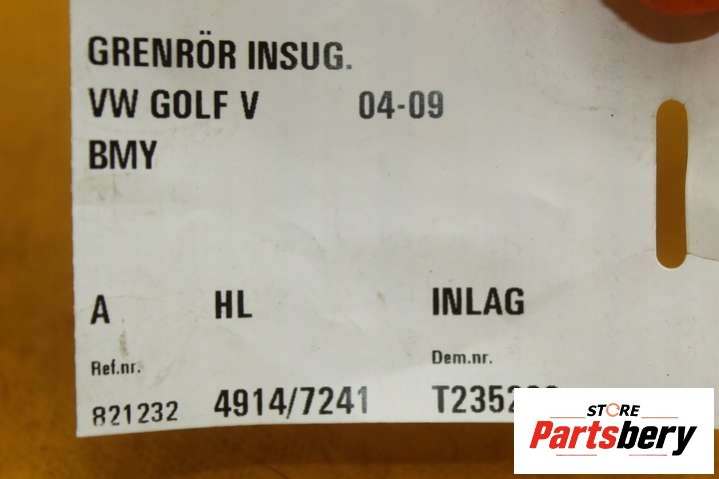 GRENRÖR INSUG.
VW GOLF V 04-09
BMY
A HL INLAG
Ref.nr. Dem.nr.
821232 4914/7241
STORE
Partsbery